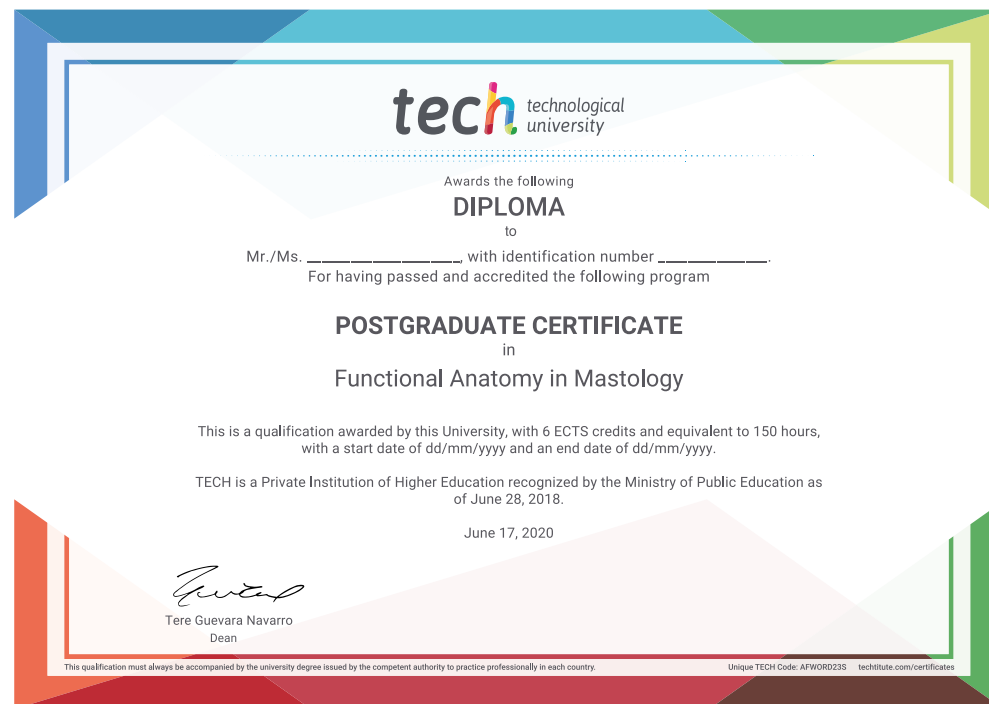 tech technological
university
Awards the following
DIPLOMA
to
Mr./Ms. ____________________, with identification number ______________.
For having passed and accredited the following program
POSTGRADUATE CERTIFICATE
in
Functional Anatomy in Mastology
This is a qualification awarded by this University, with 6 ECTS credits and equivalent to 150 hours,
with a start date of dd/mm/yyyy and an end date of dd/mm/yyyy.
TECH is a Private Institution of Higher Education recognized by the Ministry of Public Education as
of June 28, 2018.
June 17, 2020
Tere Guevara Navarro
Dean
This qualification must always be accompanied by the university degree issued by the competent authority to practice professionally in each country.
Unique TECH Code: AFWORD23S techtitute.com/certificates